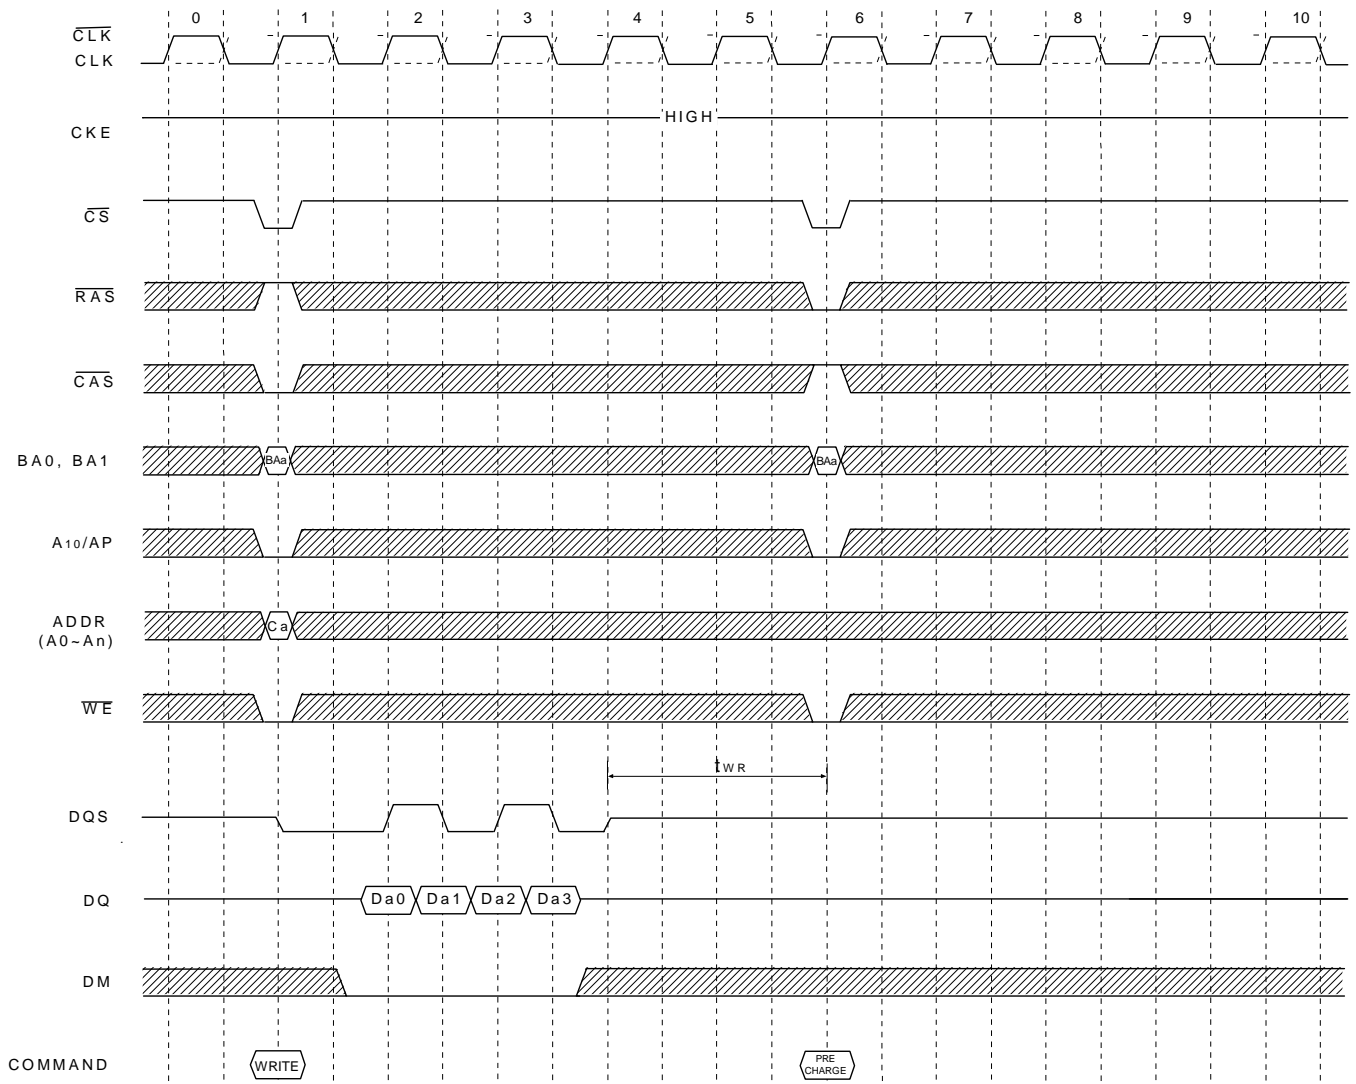 0 1 2 3 4 5 6 7 8 9 10
CLK
CLK
CKE
HIGH
CS
RAS
CAS
BA0, BA1 BAa BAa
A10/AP
ADDR
(A0~An)
Ca
WE
tWR
DQS
DQ Da0 Da1 Da2 Da3
DM
COMMAND WRITE PRE
CHARGE